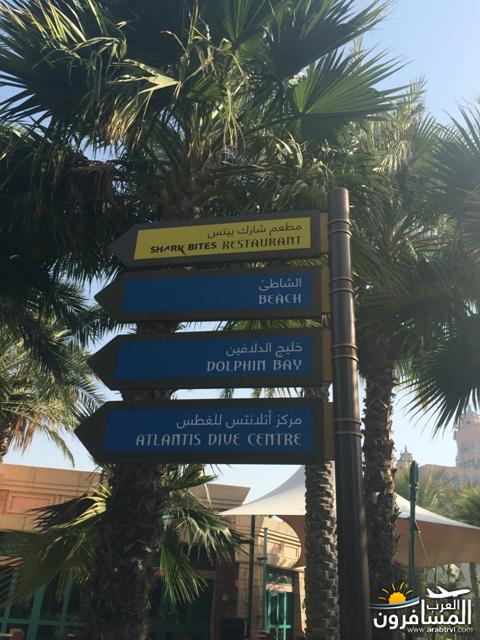 مطعم شارك بيتس
SHARK BITES RESTAURANT
الشاطئ
BEACH
خليج الدلافين
DOLPHIN BAY
مركز أتلانتس للغطس
ATLANTIS DIVE CENTRE
العرب
المسافرون
www.arabtrvl.com